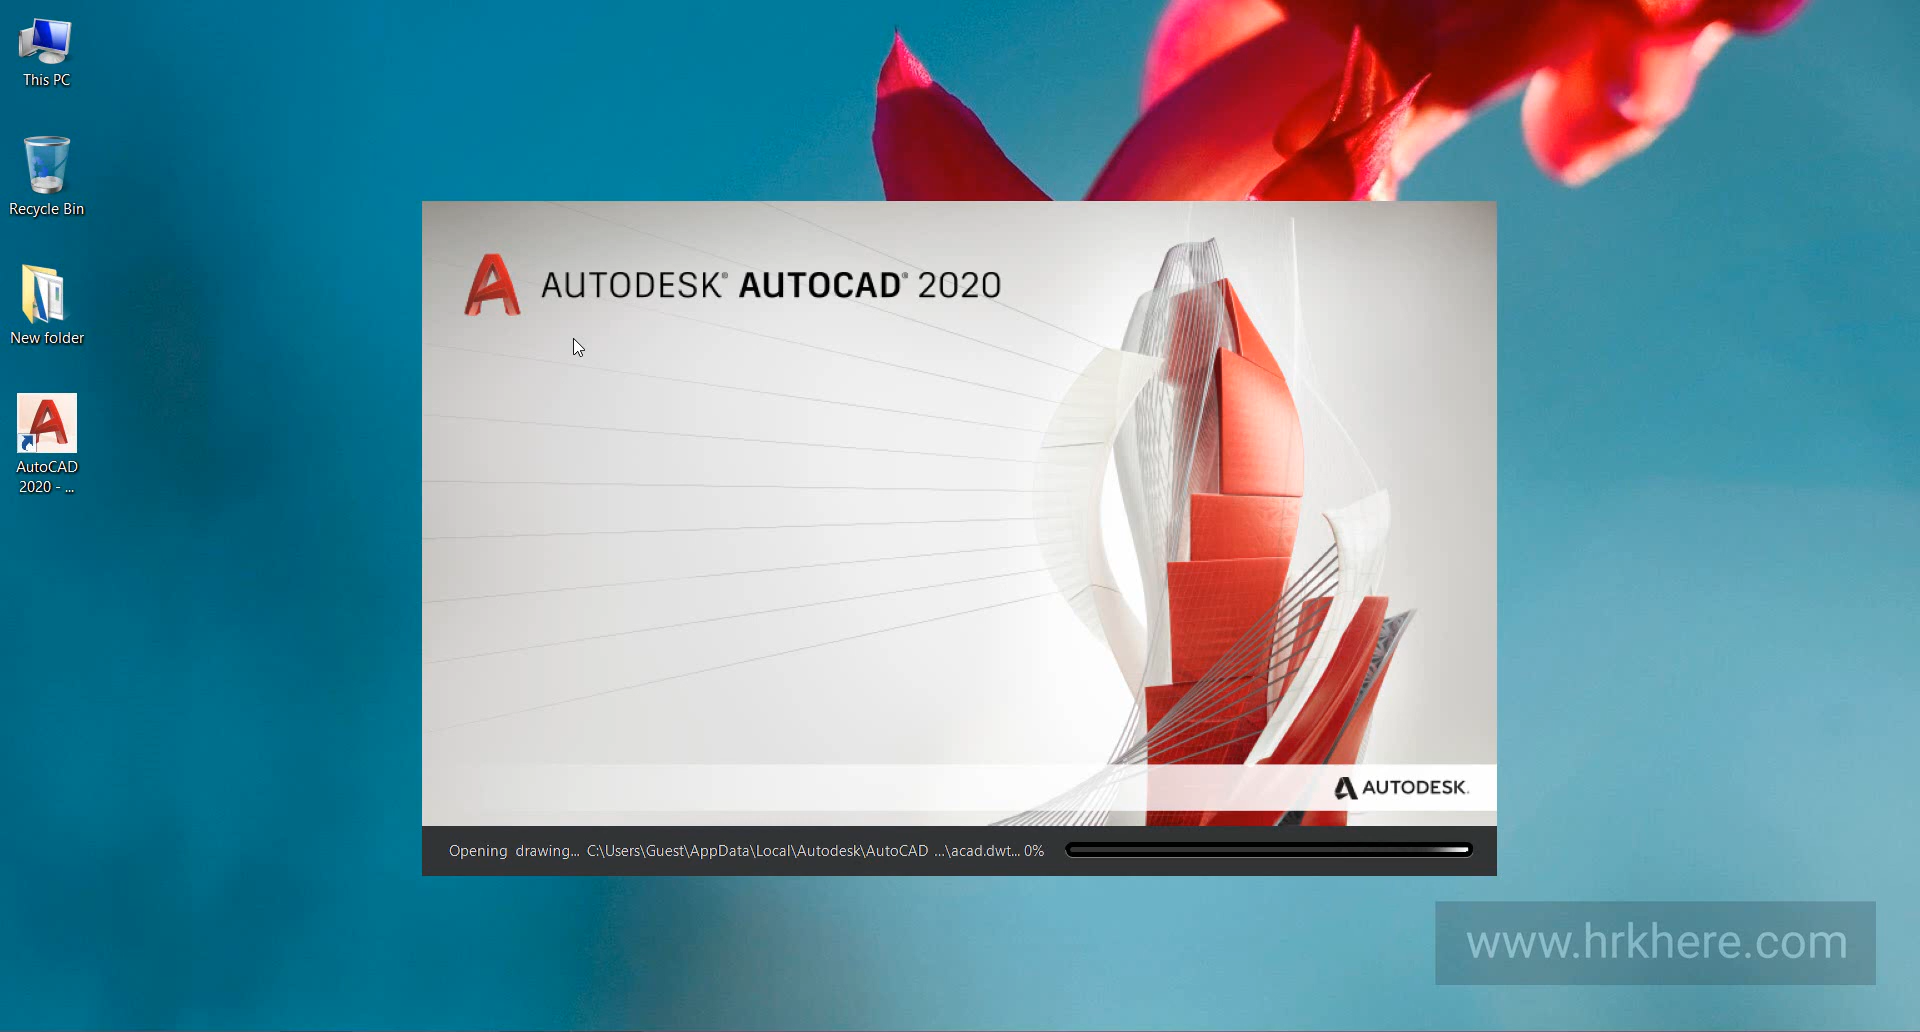 This PC
Recycle Bin
New folder
AutoCAD
2020 - ...
AUTODESK® AUTOCAD® 2020
AUTODESK.
Opening drawing... C:\Users\Guest\AppData\Local\Autodesk\AutoCAD ...\acad.dwt... 0%
www.hrkhere.com